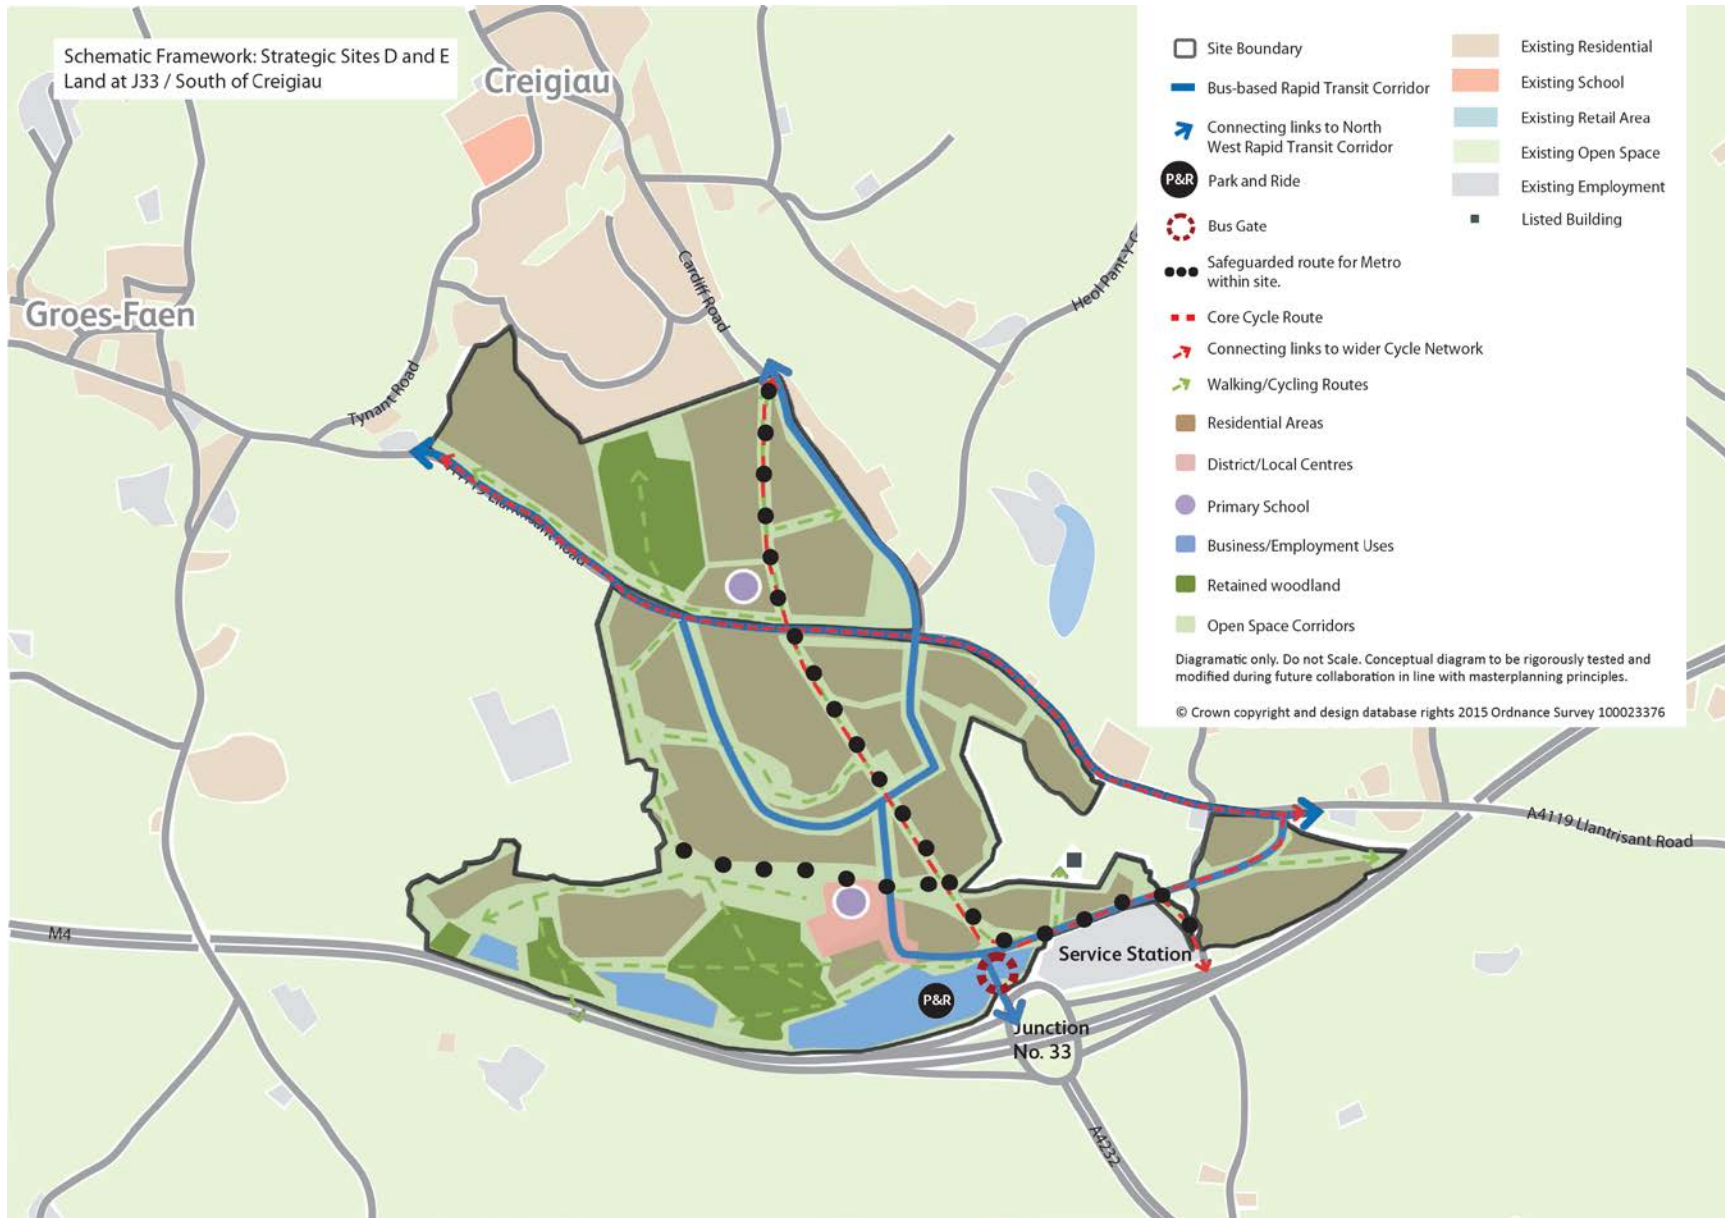 Schematic Framework: Strategic Sites D and E
Land at J33 / South of Creigiau
Creigiau
Groes-Faen
Cardiff Road
Tynant Road
Heol Pant-Y-G
Llantrisant Road
A4119 Llantrisant Road
M4
Service Station
P&R
Junction
No. 33
A4232
Site Boundary
Bus-based Rapid Transit Corridor
Connecting links to North
West Rapid Transit Corridor
P&R
Park and Ride
Bus Gate
Safeguarded route for Metro
within site.
Core Cycle Route
Connecting links to wider Cycle Network
Walking/Cycling Routes
Residential Areas
District/Local Centres
Primary School
Business/Employment Uses
Retained woodland
Open Space Corridors
Existing Residential
Existing School
Existing Retail Area
Existing Open Space
Existing Employment
Listed Building
Diagramatic only. Do not Scale. Conceptual diagram to be rigorously tested and
modified during future collaboration in line with masterplanning principles.
© Crown copyright and design database rights 2015 Ordnance Survey 100023376